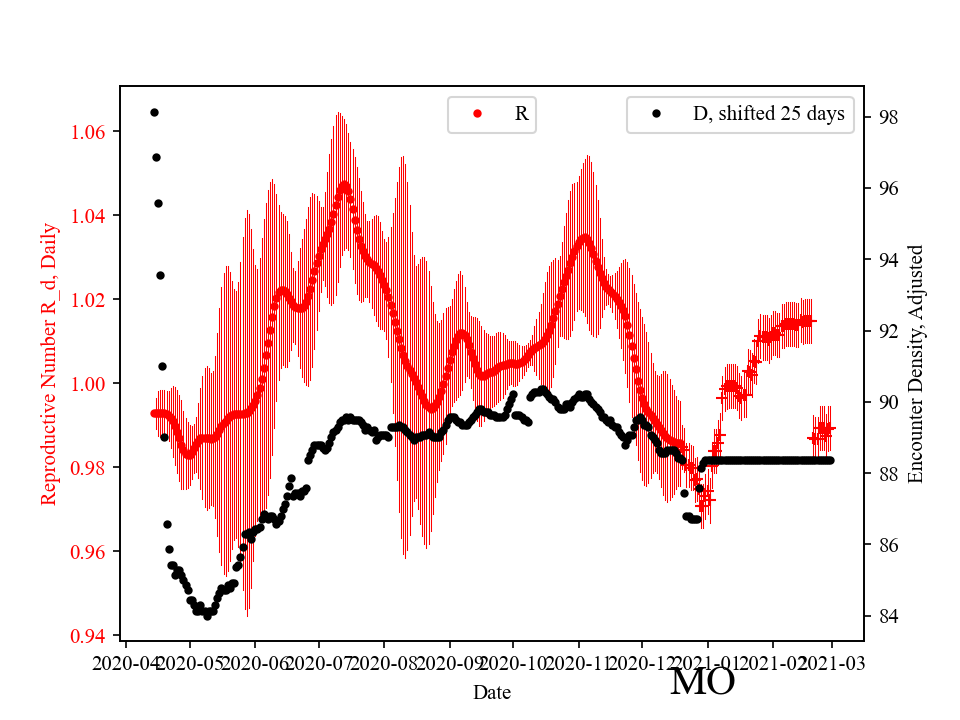 R
D, shifted 25 days
1.06
1.04
1.02
1.00
0.98
0.96
0.94
Reproductive Number R_d, Daily
98
96
94
92
90
88
86
84
Encounter Density, Adjusted
2020-04 2020-05 2020-06 2020-07 2020-08 2020-09 2020-10 2020-11 2020-12 2021-01 2021-02 2021-03
Date
MO